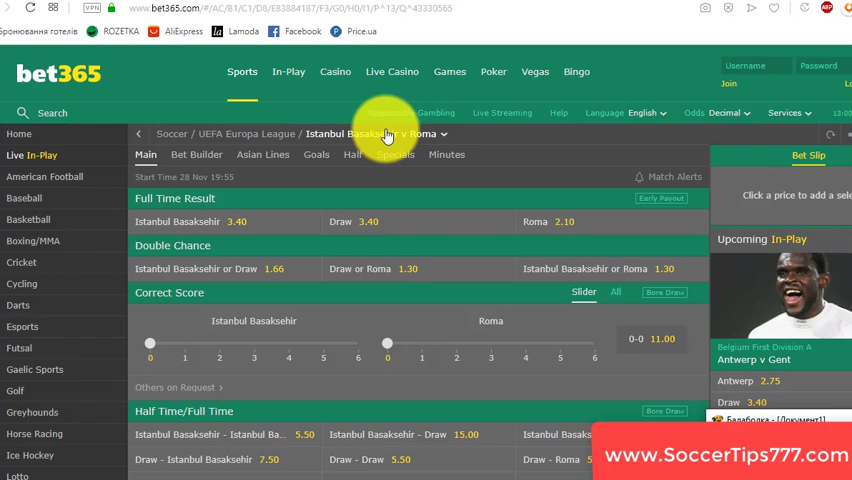 VPN www.bet365.com/#/AC/B1/C1/D8/E83884187/F3/G0/H0/I1/P^13/Q^43330565 ABP
Бронювання готелів ROZETKA AliExpress la Lamoda Facebook P Price.ua
bet365 Sports In-Play Casino Live Casino Games Poker Vegas Bingo Username Password
Join
Search Responsible Gambling Live Streaming Help Language English Odds Decimal Services
Home Soccer / UEFA Europa League / Istanbul Basaksehir v Roma
Live In-Play Main Bet Builder Asian Lines Goals Half Specials Minutes Bet Slip
American Football Start Time 28 Nov 19:55 Match Alerts
Baseball Full Time Result Early Payout Click a price to add a sele
Basketball Istanbul Basaksehir 3.40 Draw 3.40 Roma 2.10
Boxing/MMA Double Chance Upcoming In-Play
Cricket Istanbul Basaksehir or Draw 1.66 Draw or Roma 1.30 Istanbul Basaksehir or Roma 1.30
Cycling Correct Score Slider All Bore Draw
Darts Istanbul Basaksehir Roma
Esports 0-0 11.00
Futsal 0 1 2 3 4 5 6 0 1 2 3 4 5 6 Belgium First Division A
Gaelic Sports Antwerp v Gent
Golf Others on Request Antwerp 2.75
Greyhounds Half Time/Full Time Bore Draw Draw 3.40
Horse Racing Istanbul Basaksehir - Istanbul Ba... 5.50 Istanbul Basaksehir - Draw 15.00 Istanbul Basaks
Балаболка - [Документ1]
Ice Hockey Draw - Istanbul Basaksehir 7.50 Draw - Draw 5.50 Draw - Roma 5
www.SoccerTips777.com
Lotto